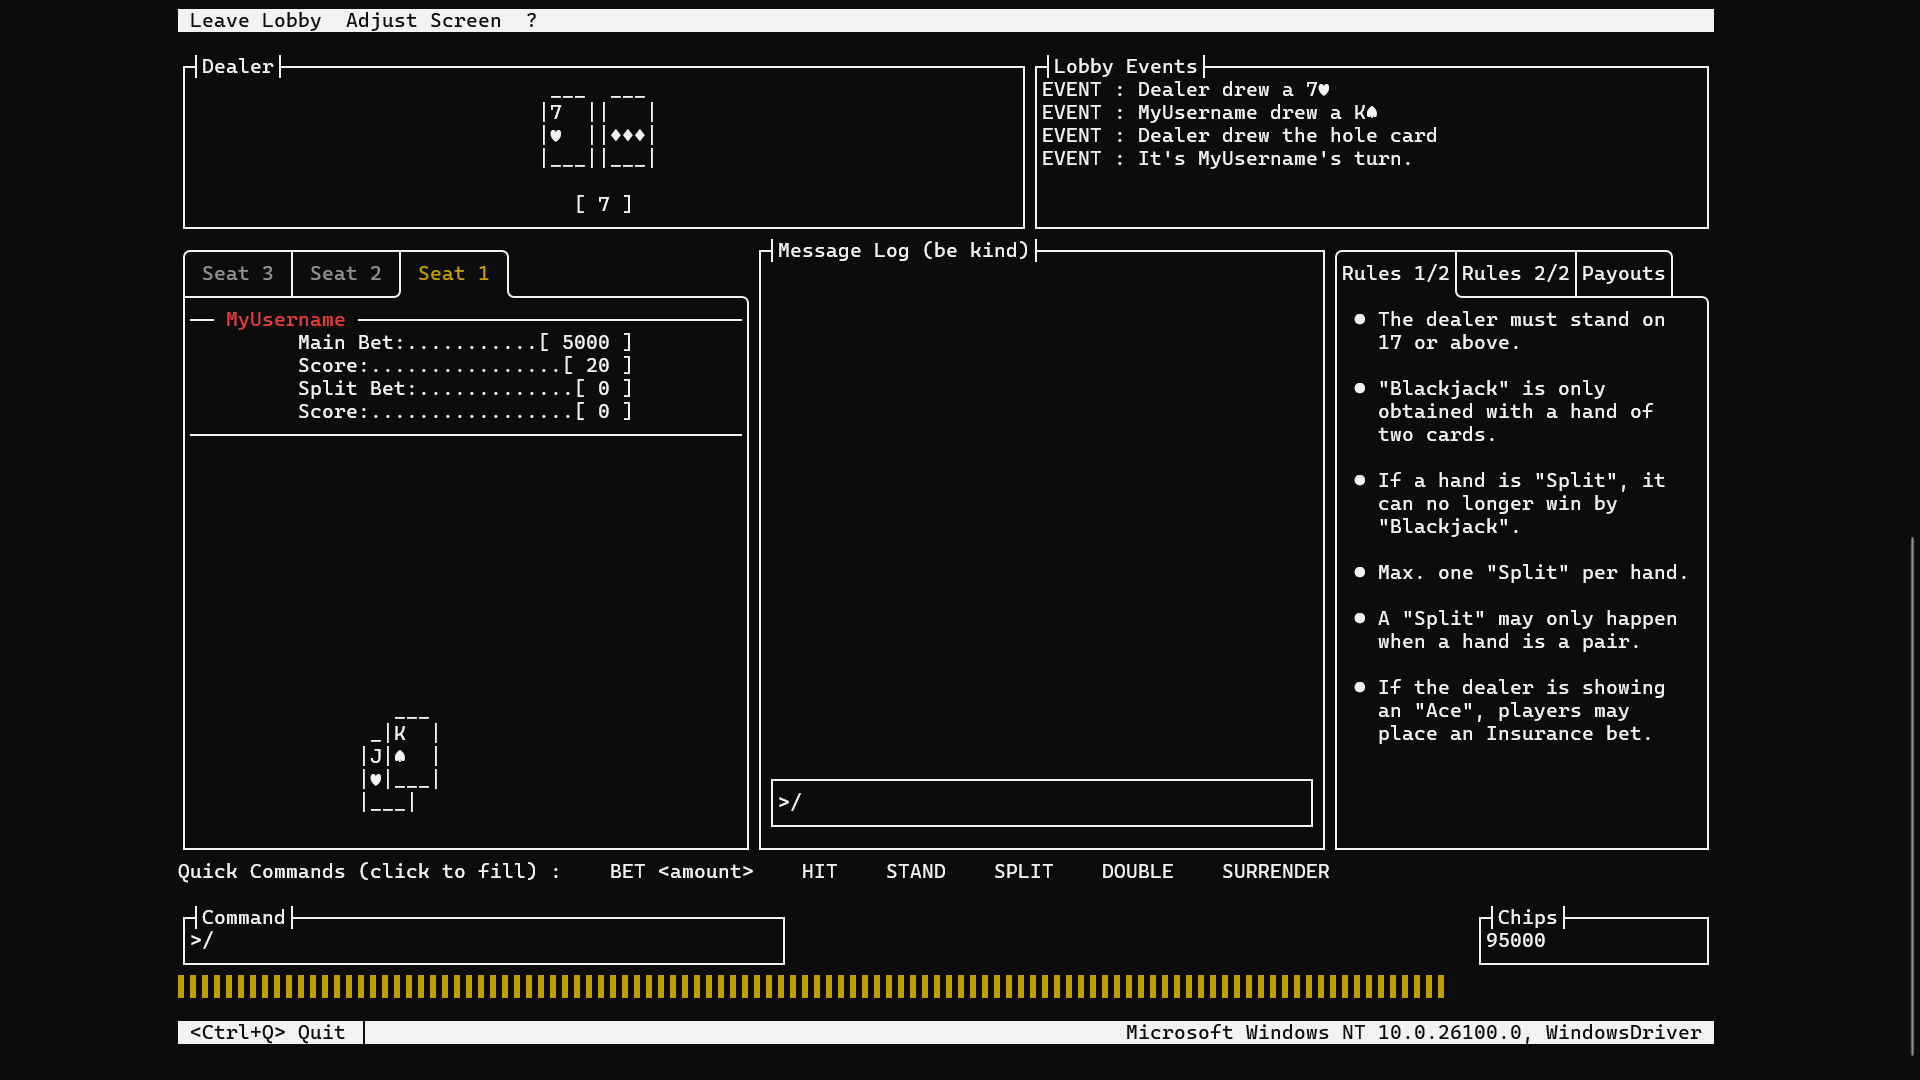 Leave Lobby  Adjust Screen  ?
Dealer
7
♥ ♦♦♦
[ 7 ]
Lobby Events
EVENT : Dealer drew a 7♥
EVENT : MyUsername drew a K♠
EVENT : Dealer drew the hole card
EVENT : It's MyUsername's turn.
Seat 3 Seat 2 Seat 1
MyUsername
Main Bet:...........[ 5000 ]
Score:................[ 20 ]
Split Bet:.............[ 0 ]
Score:.................[ 0 ]
K
J ♠
♥
Message Log (be kind)
>/
Rules 1/2 Rules 2/2 Payouts
● The dealer must stand on
17 or above.
● "Blackjack" is only
obtained with a hand of
two cards.
● If a hand is "Split", it
can no longer win by
"Blackjack".
● Max. one "Split" per hand.
● A "Split" may only happen
when a hand is a pair.
● If the dealer is showing
an "Ace", players may
place an Insurance bet.
Quick Commands (click to fill) :    BET <amount>    HIT    STAND    SPLIT    DOUBLE    SURRENDER
Command
>/
Chips
95000
<Ctrl+Q> Quit
Microsoft Windows NT 10.0.26100.0, WindowsDriver